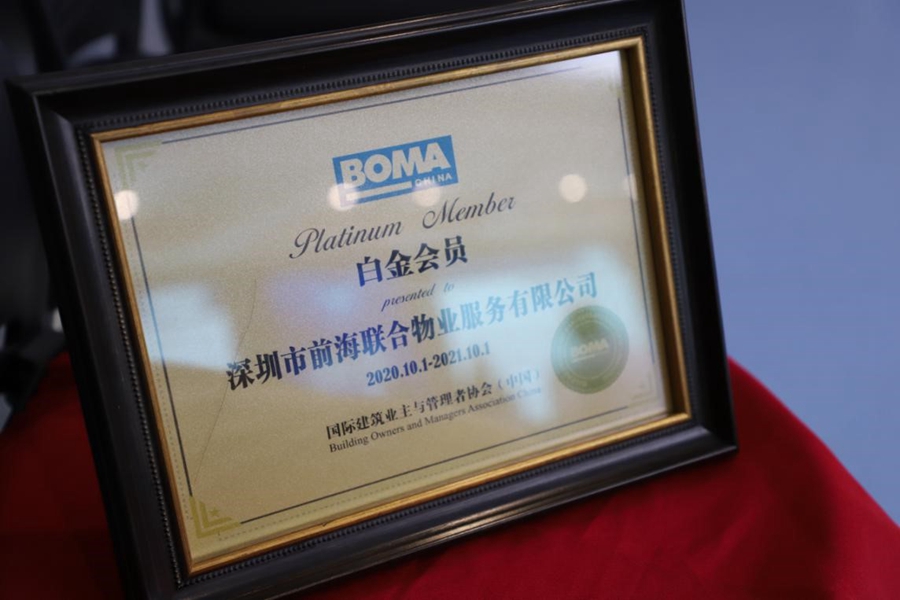 BOMA
CHINA
Platinum Member
白金会员
presented to
深圳市前海联合物业服务有限公司
2020.10.1-2021.10.1
国际建筑业主与管理者协会（中国）
Building Owners and Managers Association China
BOMA